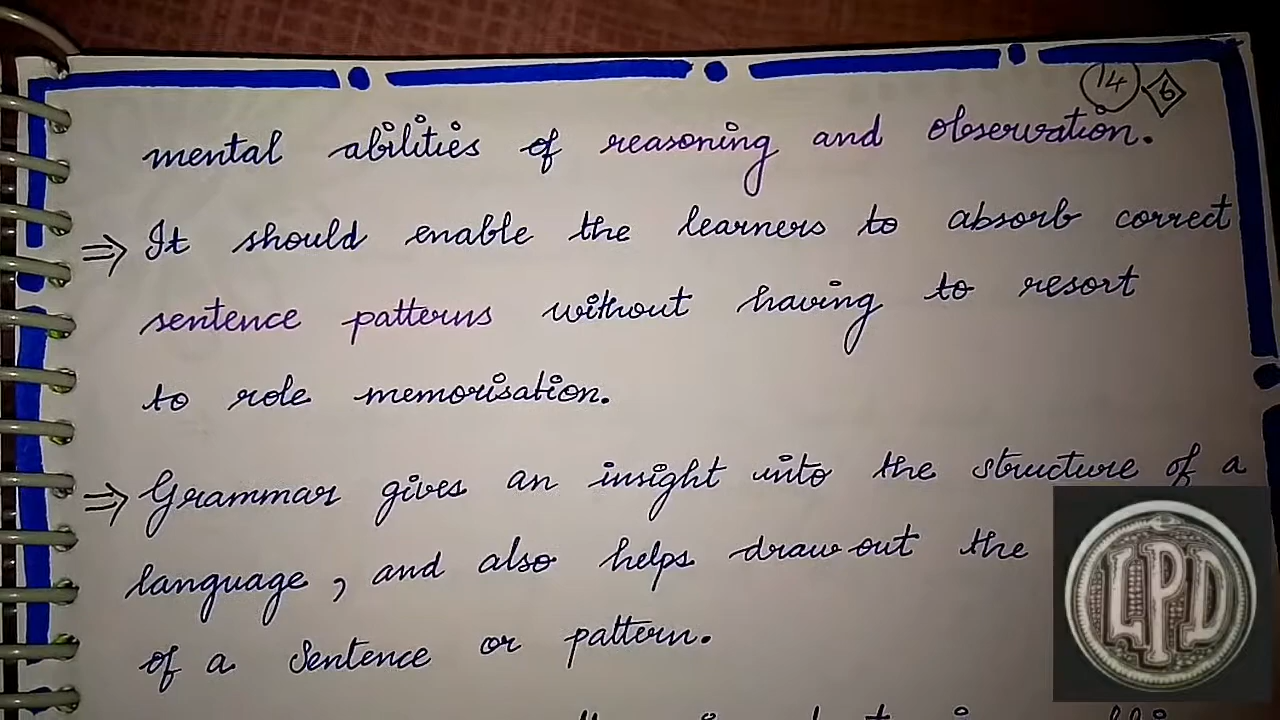 14 6
mental abilities of reasoning and observation.
⇒ It should enable the learners to absorb correct
sentence patterns without having to resort
to role memorisation.
⇒ Grammar gives an insight into the structure of a
language, and also helps draw out the
of a Sentence or pattern.
LPD